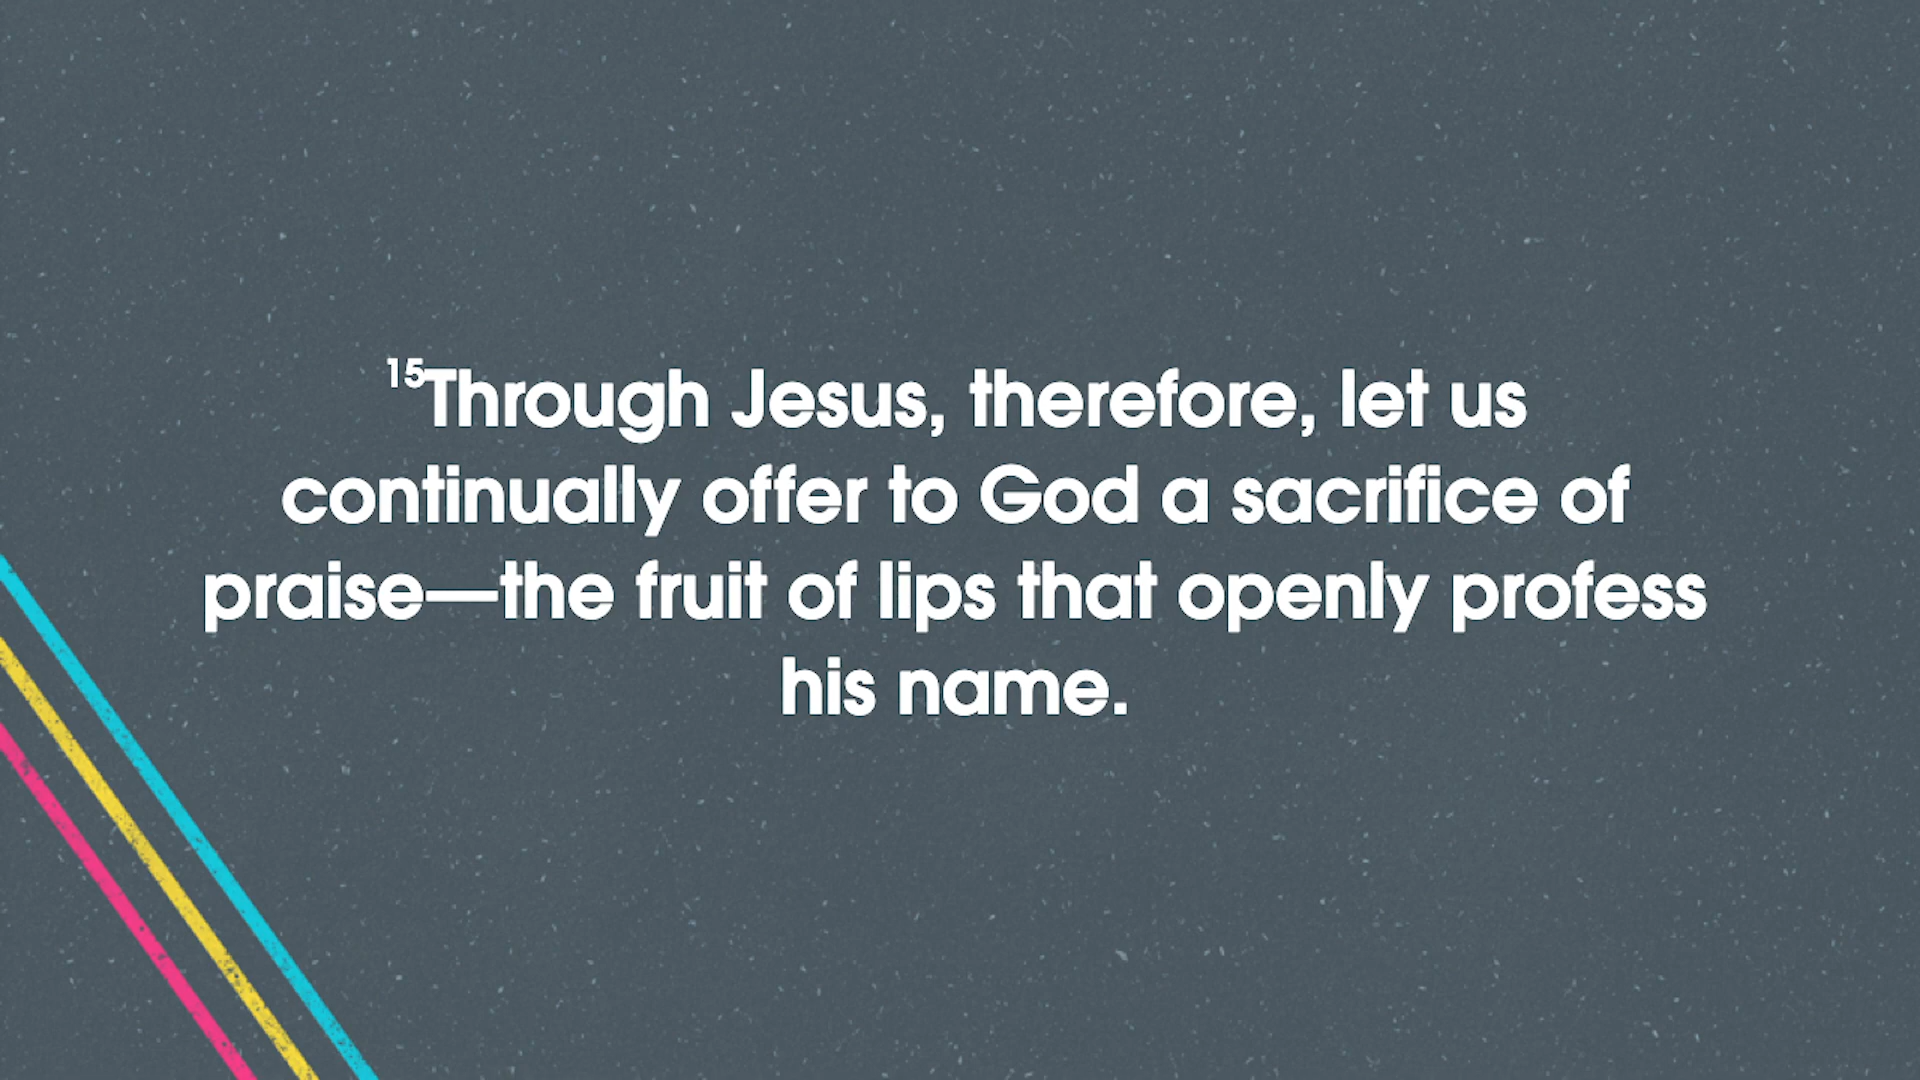 15Through Jesus, therefore, let us
continually offer to God a sacrifice of
praise—the fruit of lips that openly profess
his name.